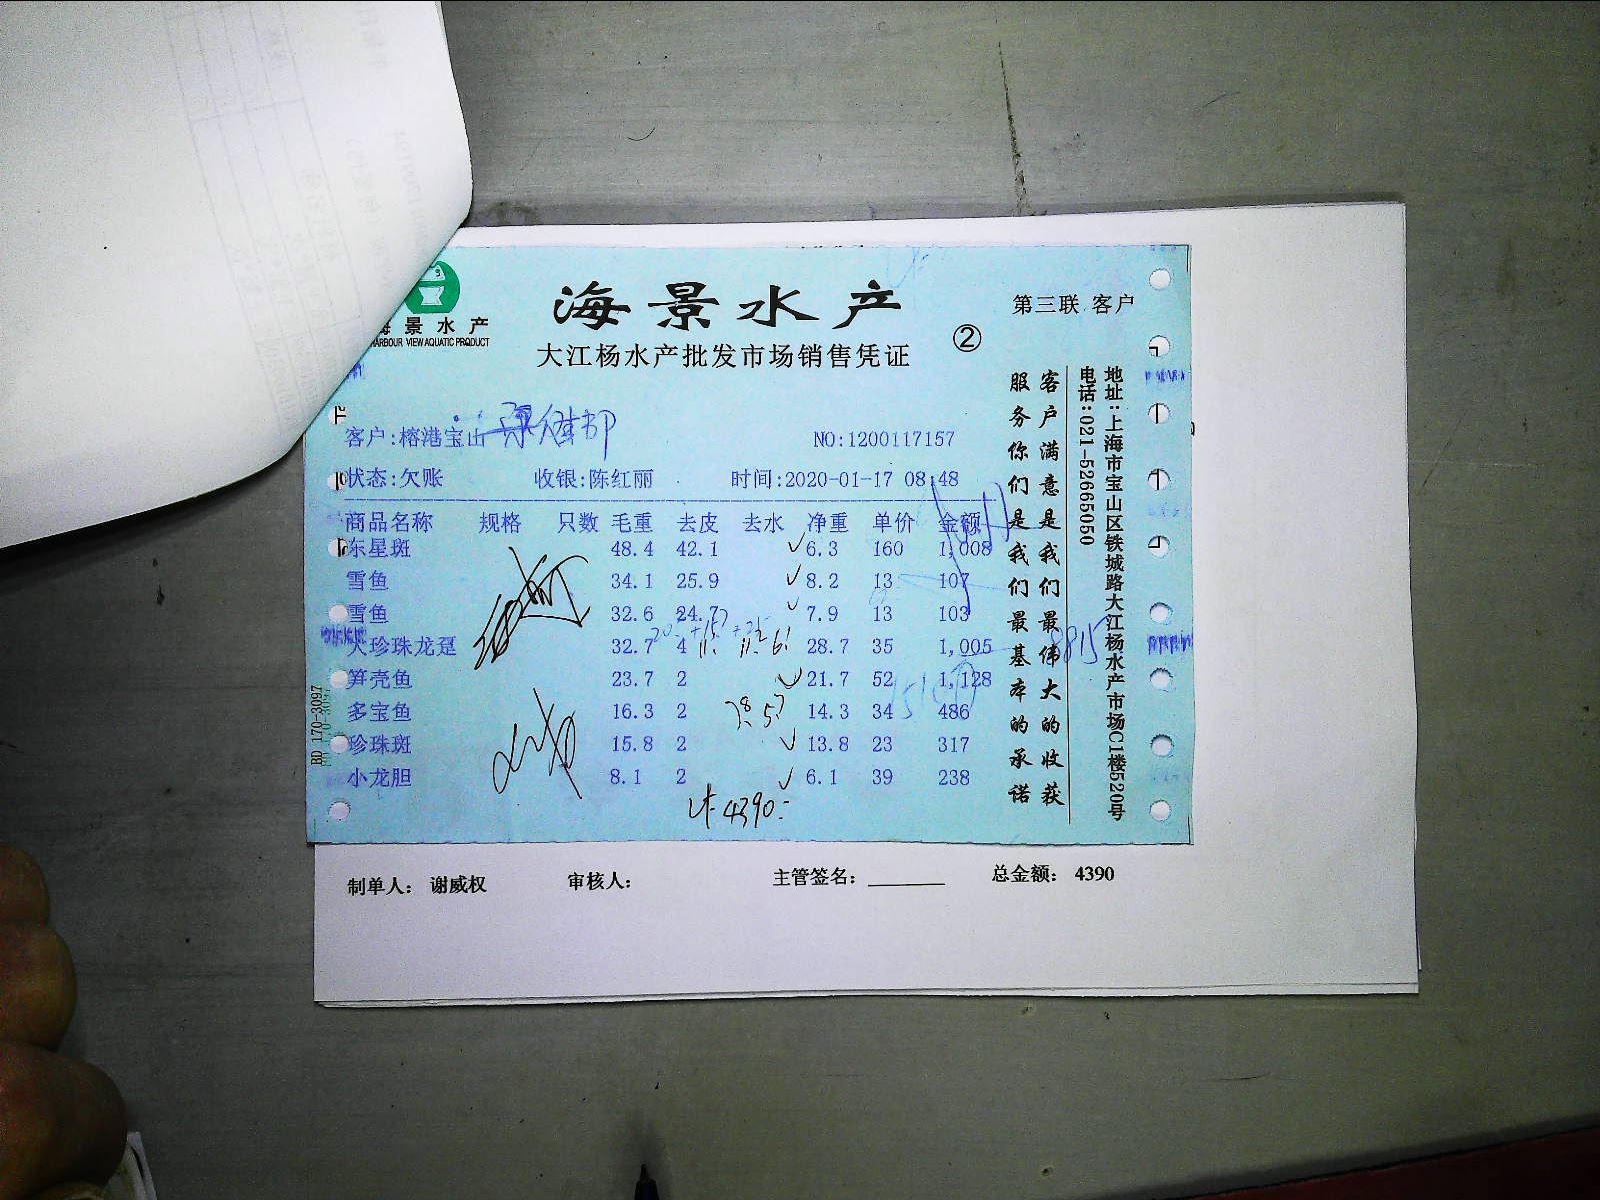 海景水产
第三联 客户
景水产
HARBOUR VIEW AQUATIC PRODUCT
大江杨水产批发市场销售凭证
②
客户:榕港宝山
NO:1200117157
状态:欠账 收银:陈红丽 时间:2020-01-17 08:48
商品名称 规格 只数 毛重 去皮 去水 净重 单价 金额
东星斑 48.4 42.1 6.3 160 1,008
雪鱼 34.1 25.9 8.2 13 107
雪鱼 32.6 24.7 7.9 13 103
大珍珠龙趸 32.7 4 28.7 35 1,005
笋壳鱼 23.7 2 21.7 52 1,128
多宝鱼 16.3 2 14.3 34 486
珍珠斑 15.8 2 13.8 23 317
小龙胆 8.1 2 6.1 39 238
4390.-
客户满意是我们最伟大的收获
服务你们是我们最基本的承诺
地址:上海市宝山区铁城路大江杨水产市场C1楼520号
电话:021-52665050
BD 170-3097
8815
制单人: 谢威权 审核人: 主管签名: 总金额: 4390